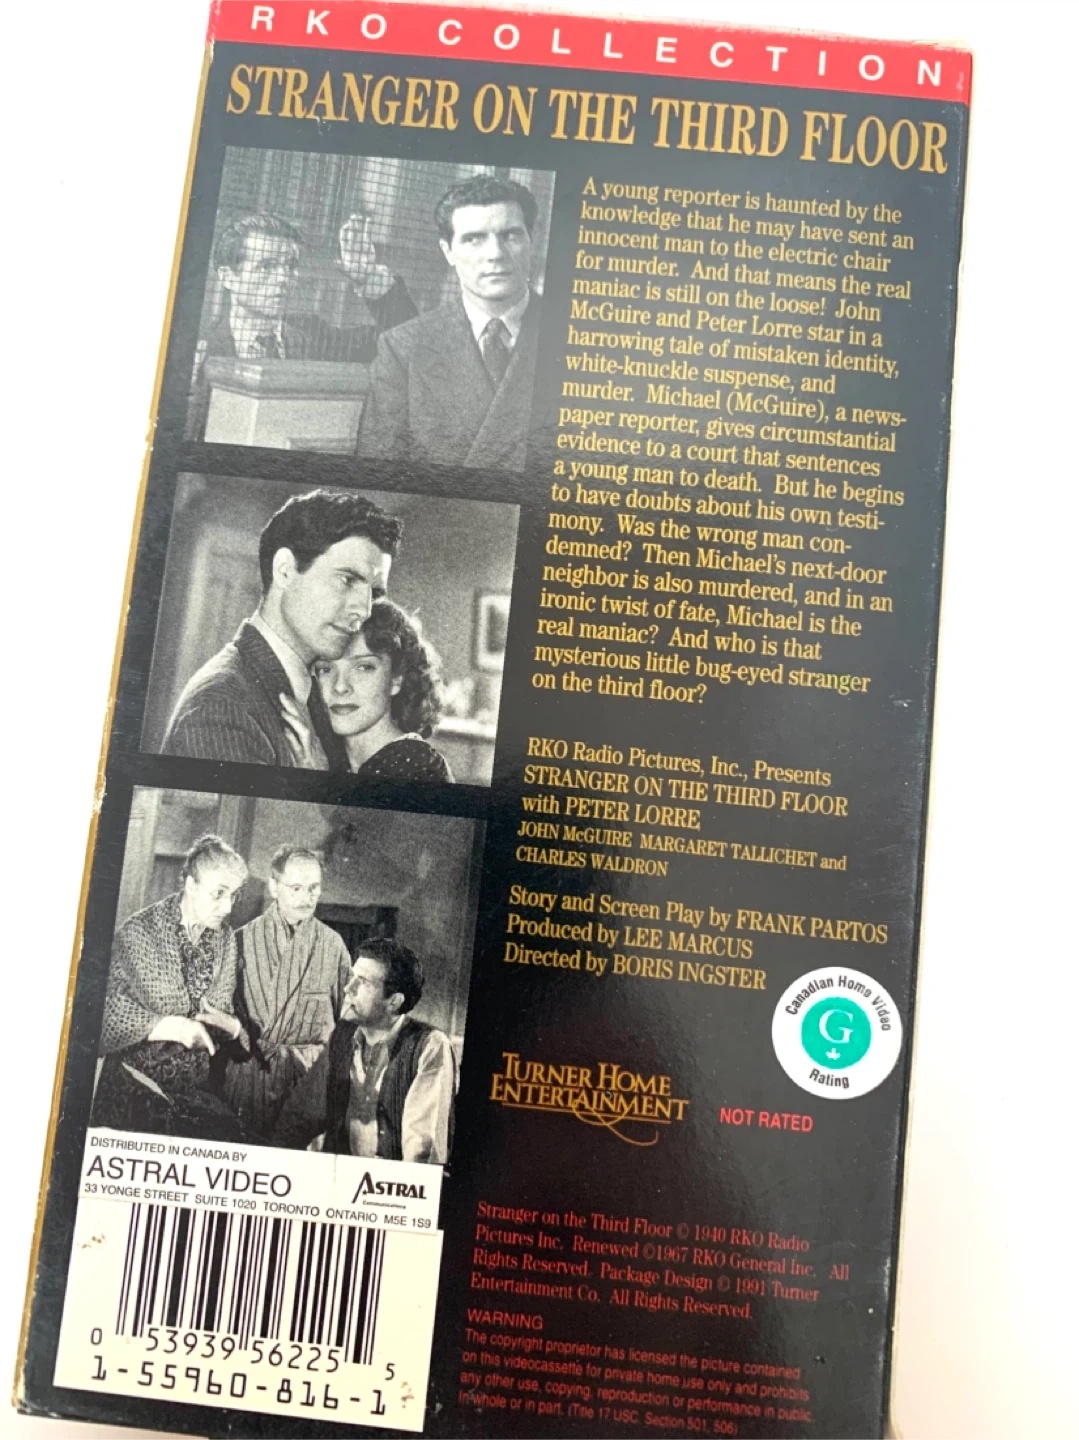 RKO COLLECTION
STRANGER ON THE THIRD FLOOR
A young reporter is haunted by the
knowledge that he may have sent an
innocent man to the electric chair
for murder. And that means the real
maniac is still on the loose! John
McGuire and Peter Lorre star in a
harrowing tale of mistaken identity,
white-knuckle suspense, and
murder. Michael (McGuire), a news-
paper reporter, gives circumstantial
evidence to a court that sentences
a young man to death. But he begins
to have doubts about his own testi-
mony. Was the wrong man con-
demned? Then Michael's next-door
neighbor is also murdered, and in an
ironic twist of fate, Michael is the
real maniac? And who is that
mysterious little bug-eyed stranger
on the third floor?
RKO Radio Pictures, Inc., Presents
STRANGER ON THE THIRD FLOOR
with PETER LORRE
JOHN McGUIRE MARGARET TALLICHET and
CHARLES WALDRON
Story and Screen Play by FRANK PARTOS
Produced by LEE MARCUS
Directed by BORIS INGSTER
Canadian Home Video
G
Rating
TURNER HOME
ENTERTAINMENT
NOT RATED
DISTRIBUTED IN CANADA BY
ASTRAL VIDEO
33 YONGE STREET SUITE 1020 TORONTO ONTARIO M5E 1S9
ASTRAL
Communications
0 53939 56225 5
1-55960-816-1
Stranger on the Third Floor © 1940 RKO Radio
Pictures Inc. Renewed ©1967 RKO General Inc. All
Rights Reserved. Package Design © 1991 Turner
Entertainment Co. All Rights Reserved.
WARNING
The copyright proprietor has licensed the picture contained
on this videocassette for private home use only and prohibits
any other use, copying, reproduction or performance in public
in whole or in part. (Title 17 USC. Section 501, 506)